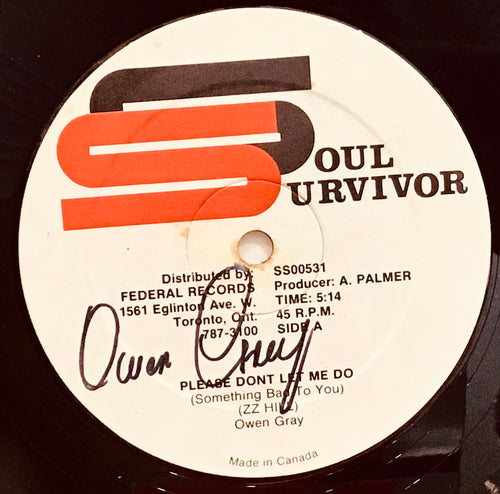 SOUL
SURVIVOR
Distributed by:
FEDERAL RECORDS
1561 Eglinton Ave. W.
Toronto, Ont.
787-3100
SS00531
Producer: A. PALMER
TIME: 5:14
45 R.P.M.
SIDE A
Owen Gray
PLEASE DONT LET ME DO
(Something Bad To You)
(ZZ HILL)
Owen Gray
Made in Canada